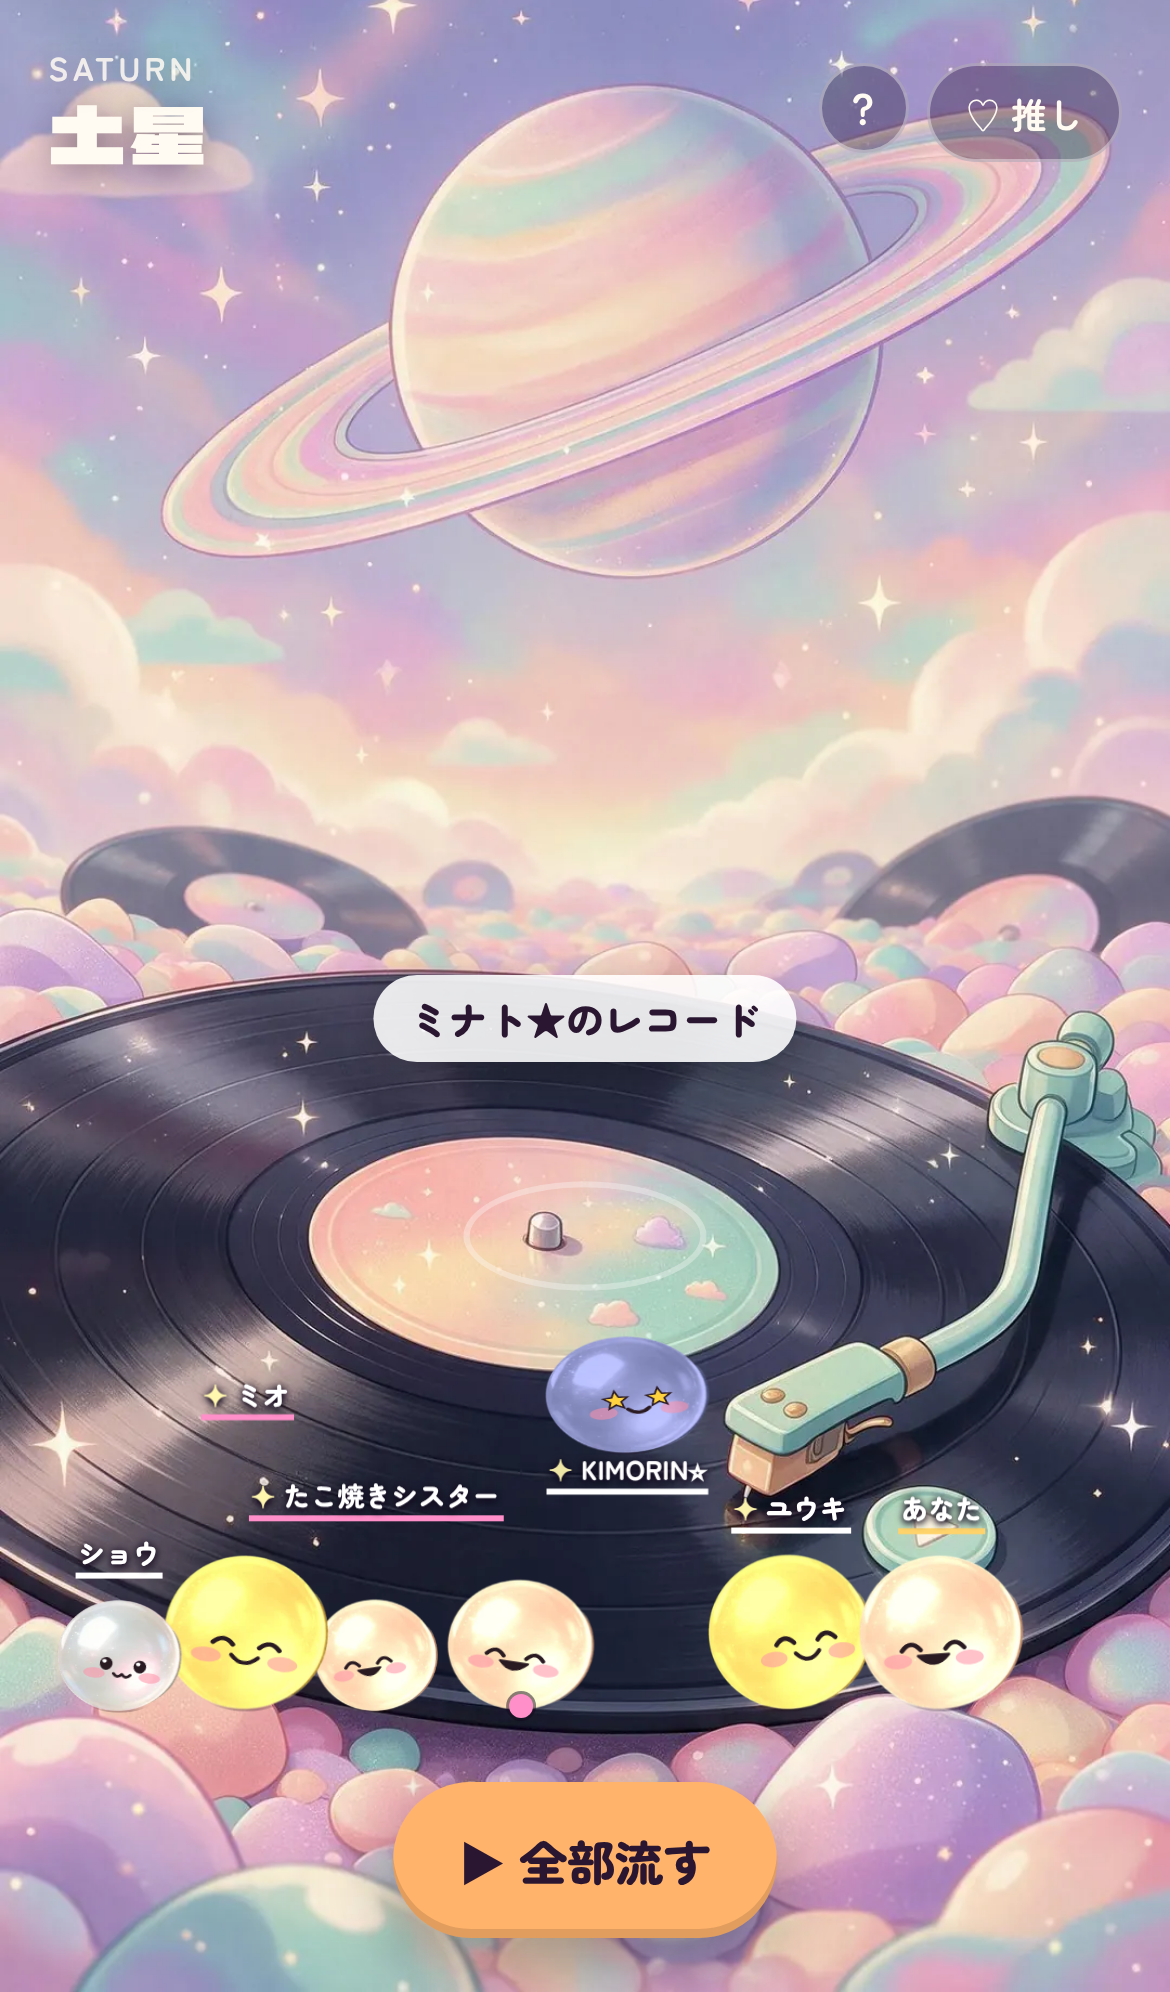 SATURN
土星
?
♡ 推し
ミナト★のレコード
✦ ミオ
✦ KIMORIN☆
✦ たこ焼きシスター
✦ ユウキ
あなた
ショウ
▶ 全部流す